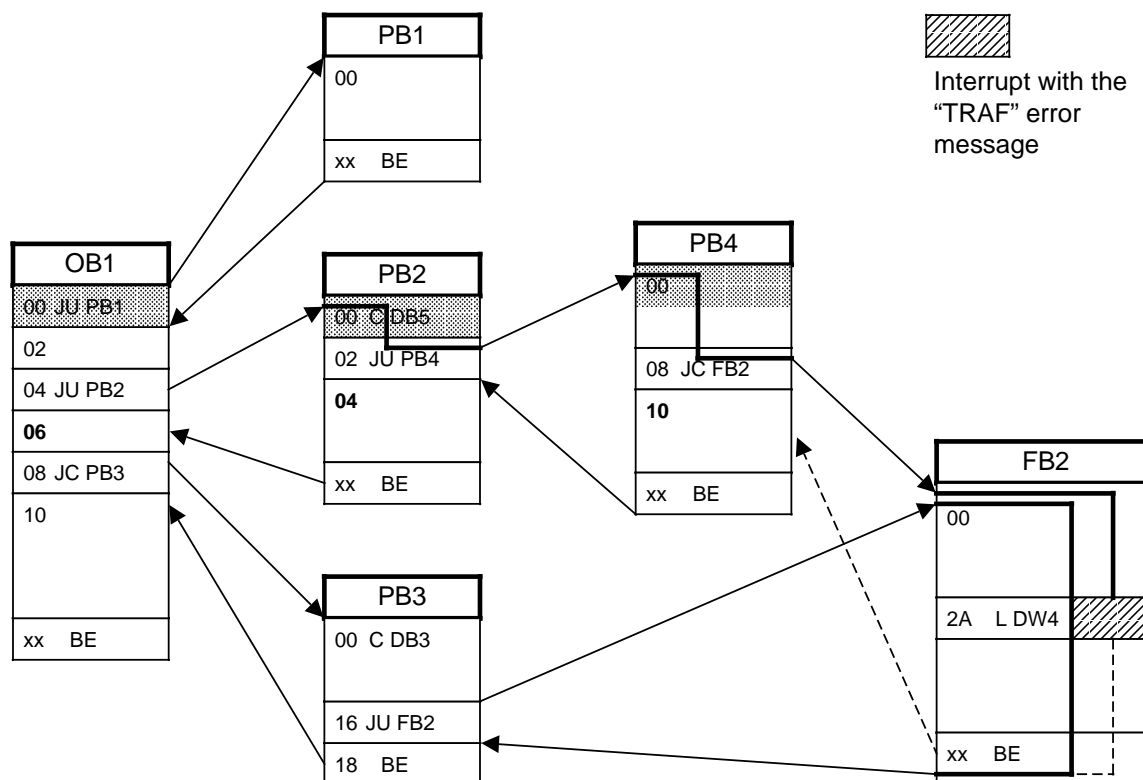 PB1
00
xx BE
Interrupt with the
“TRAF” error
message
OB1
00 JU PB1
02
04 JU PB2
06
08 JC PB3
10
xx BE
PB2
00 C DB5
02 JU PB4
04
xx BE
PB4
00
08 JC FB2
10
xx BE
PB3
00 C DB3
16 JU FB2
18 BE
FB2
00
2A L DW4
xx BE